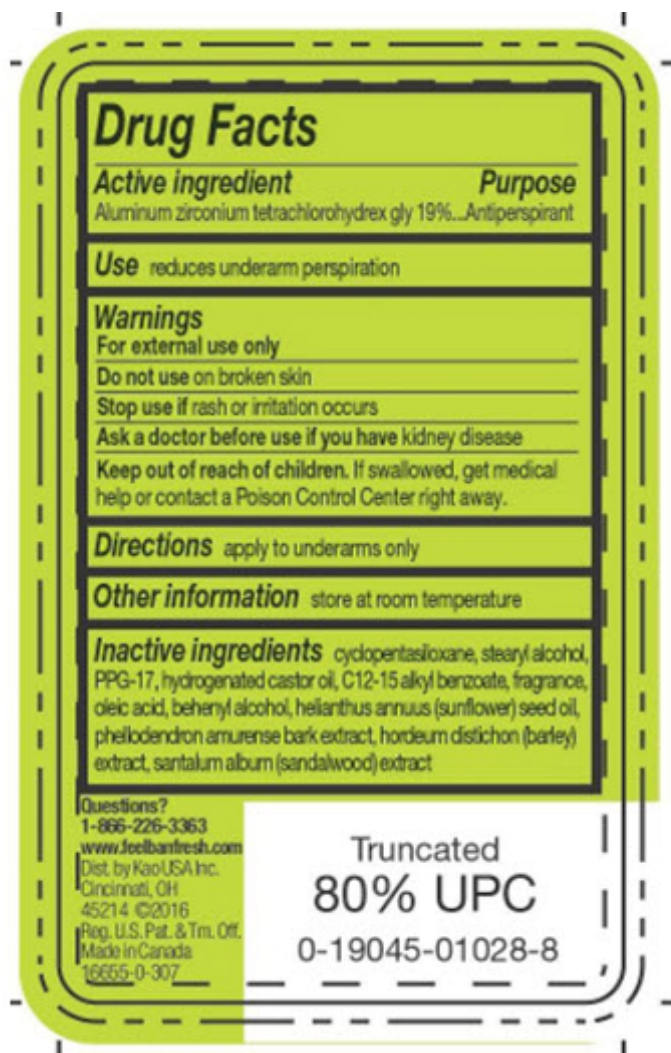 Drug Facts
Active ingredient Purpose
Aluminum zirconium tetrachlorohydrex gly 19%...Antiperspirant
Use reduces underarm perspiration
Warnings
For external use only
Do not use on broken skin
Stop use if rash or irritation occurs
Ask a doctor before use if you have kidney disease
Keep out of reach of children. If swallowed, get medical
help or contact a Poison Control Center right away.
Directions apply to underarms only
Other information store at room temperature
Inactive ingredients cyclopentasiloxane, stearyl alcohol,
PPG-17, hydrogenated castor oil, C12-15 alkyl benzoate, fragrance,
oleic acid, behenyl alcohol, helianthus annuus (sunflower) seed oil,
phellodendron amurense bark extract, hordeum distichon (barley)
extract, santalum album (sandalwood) extract
Questions?
1-866-226-3363
www.feelbanfresh.com
Dist. by Kao USA Inc.
Cincinnati, OH
45214 ©2016
Reg. U.S. Pat. & Tm. Off.
Made in Canada
16655-0-307
Truncated
80% UPC
0-19045-01028-8